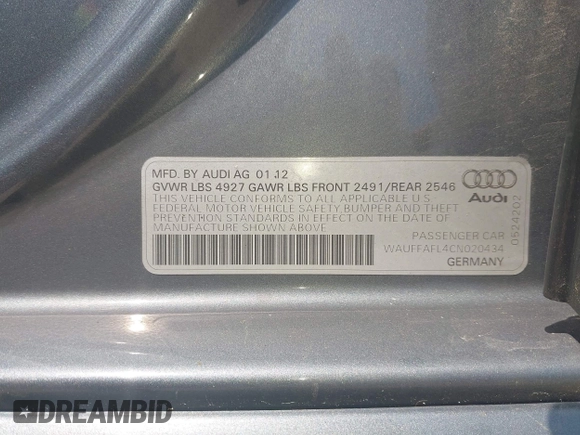 MFD. BY AUDI AG 01.12
GVWR LBS 4927 GAWR LBS FRONT 2491/REAR 2546
THIS VEHICLE CONFORMS TO ALL APPLICABLE U S
FEDERAL MOTOR VEHICLE SAFETY BUMPER AND THEFT
PREVENTION STANDARDS IN EFFECT ON THE DATE OF
MANUFACTURE SHOWN ABOVE
PASSENGER CAR
WAUFFAFL4CN020434
GERMANY
Audi
0524202
DREAMBID